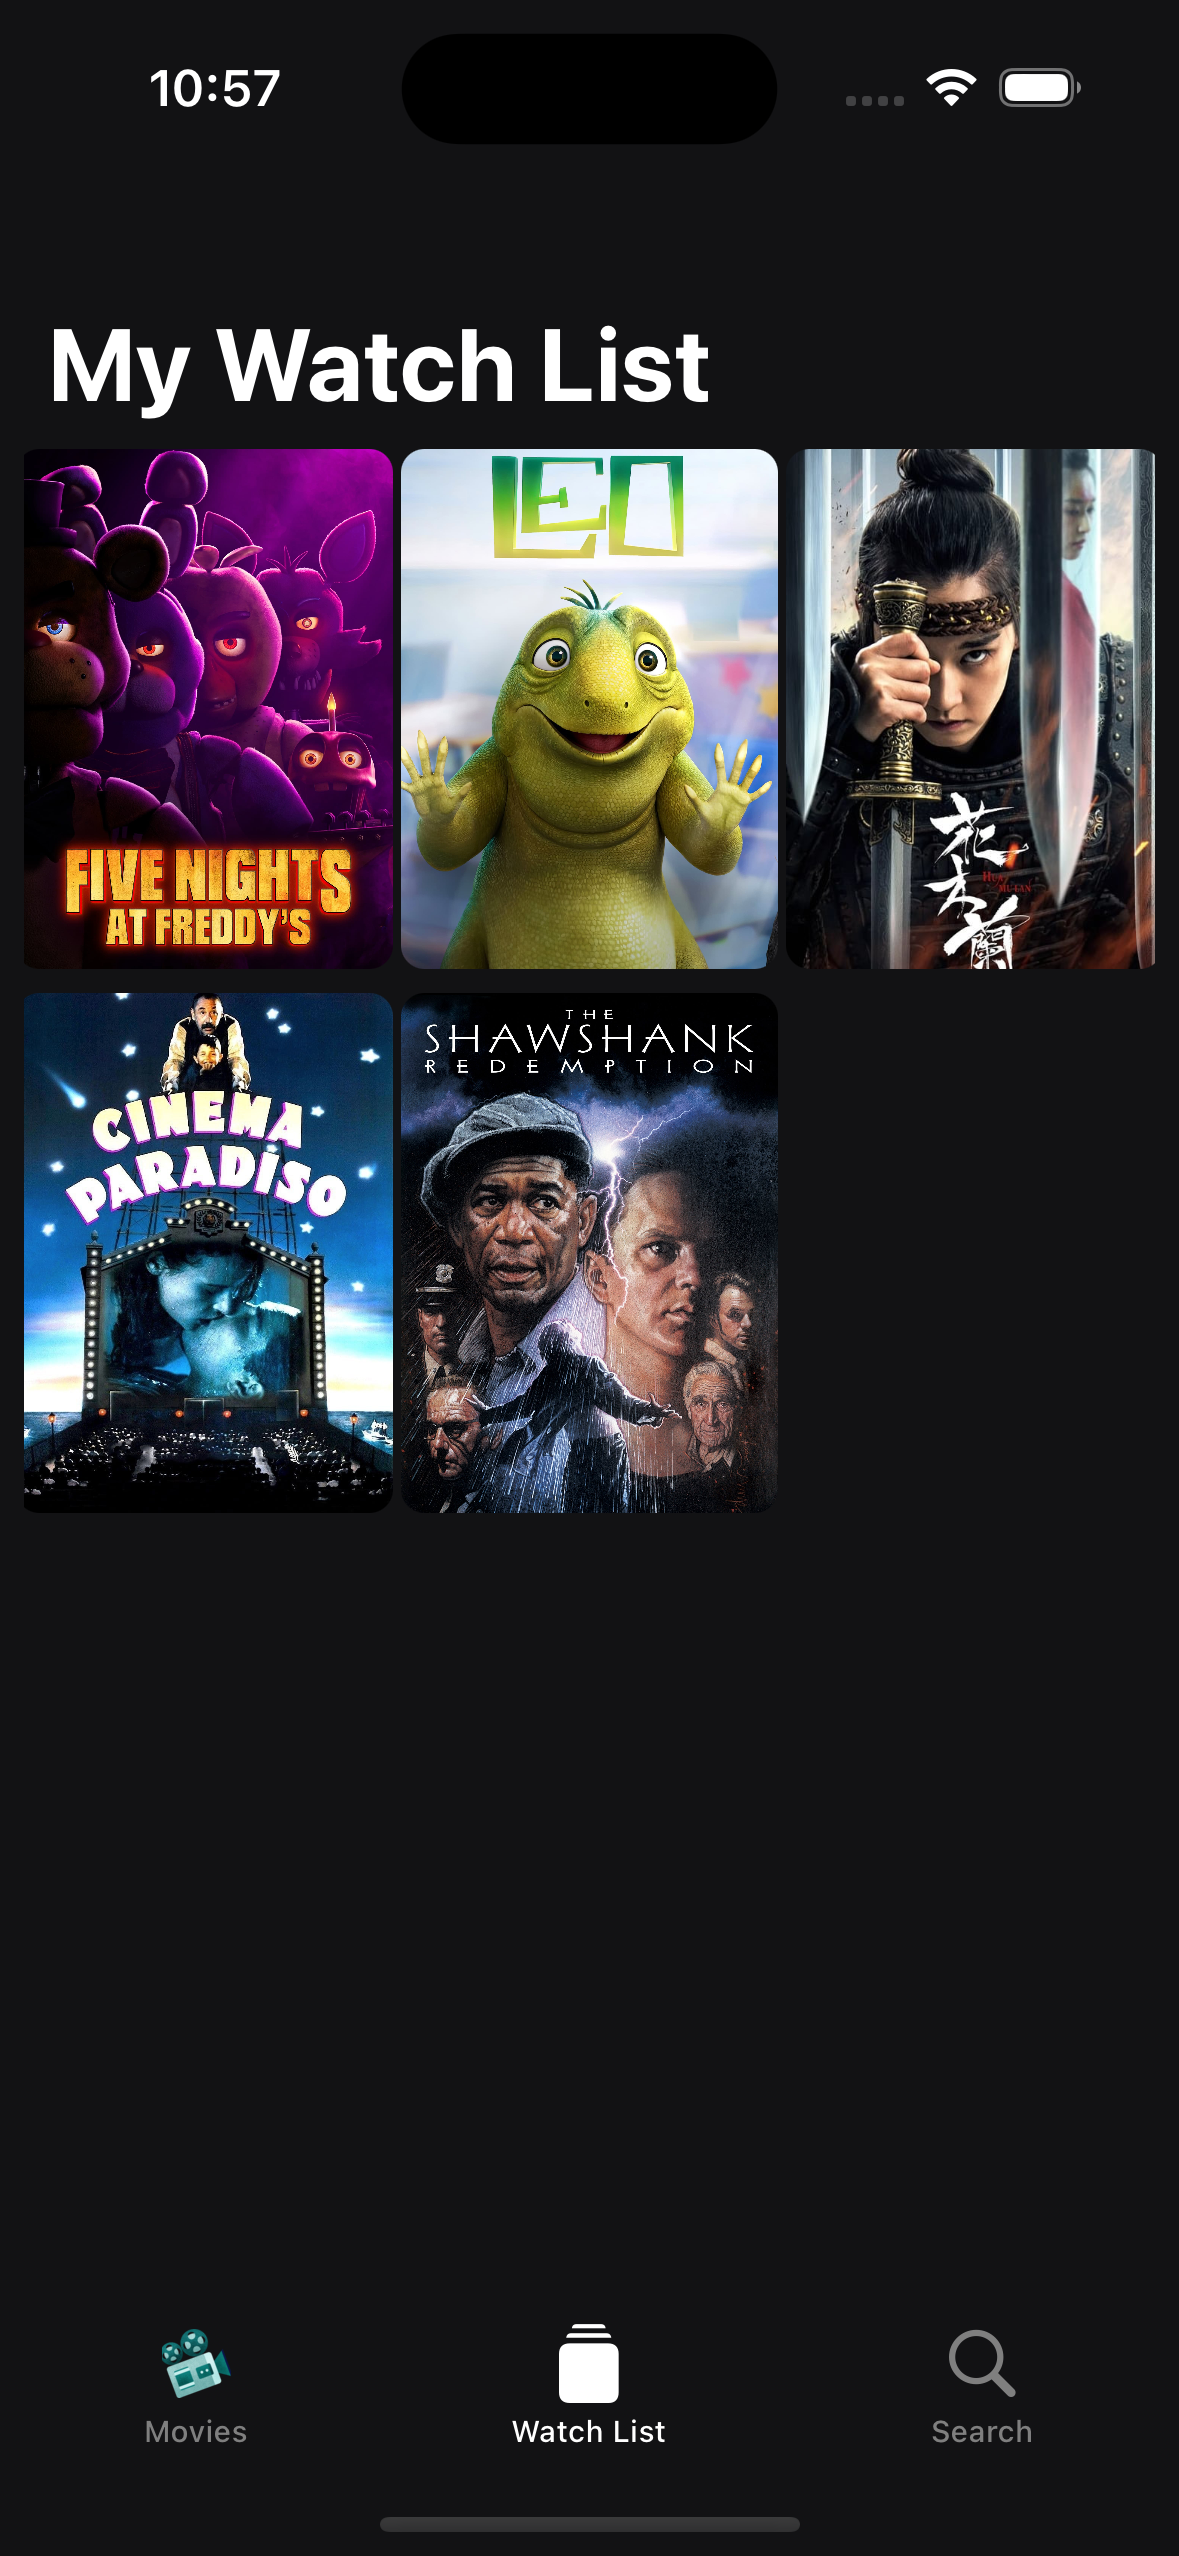 10:57
My Watch List
FIVE NIGHTS
AT FREDDY'S
LEO
花
木
蘭
HUA
MU LAN
CINEMA
PARADISO
THE
SHAWSHANK
REDEMPTION
Movies
Watch List
Search